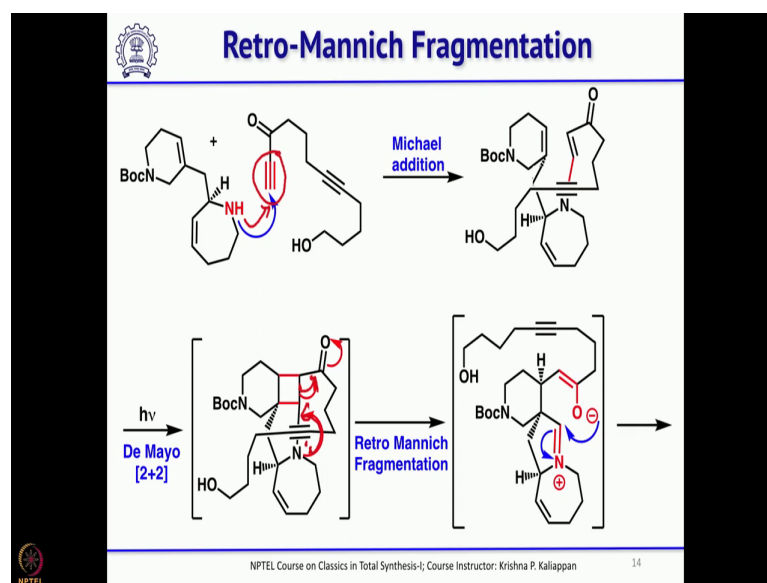 Retro-Mannich Fragmentation
+
O
BocN
H
NH
HO
Michael
addition
O
BocN
N
H
HO
hν
De Mayo
[2+2]
O
BocN
N
H
HO
Retro Mannich
Fragmentation
OH
H
BocN
O
N
H
NPTEL Course on Classics in Total Synthesis-I; Course Instructor: Krishna P. Kaliappan
14
NPTEL